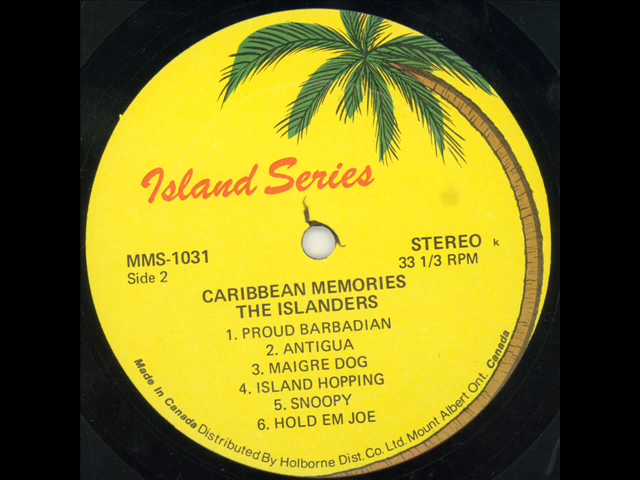 Island Series
MMS-1031
Side 2
STEREO k
33 1/3 RPM
CARIBBEAN MEMORIES
THE ISLANDERS
1. PROUD BARBADIAN
2. ANTIGUA
3. MAIGRE DOG
4. ISLAND HOPPING
5. SNOOPY
6. HOLD EM JOE
Made In Canada Distributed By Holborne Dist. Co. Ltd. Mount Albert Ont. Canada